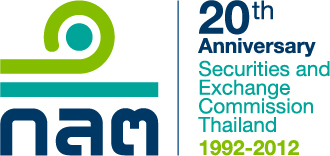 กลต
20th
Anniversary
Securities and
Exchange
Commission
Thailand
1992-2012